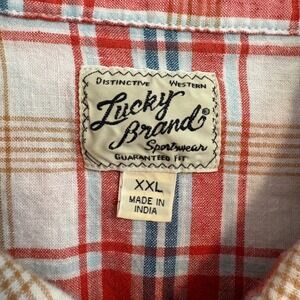 DISTINCTIVE WESTERN
Lucky
Brand®
Sportswear
GUARANTEED FIT
XXL
MADE IN
INDIA